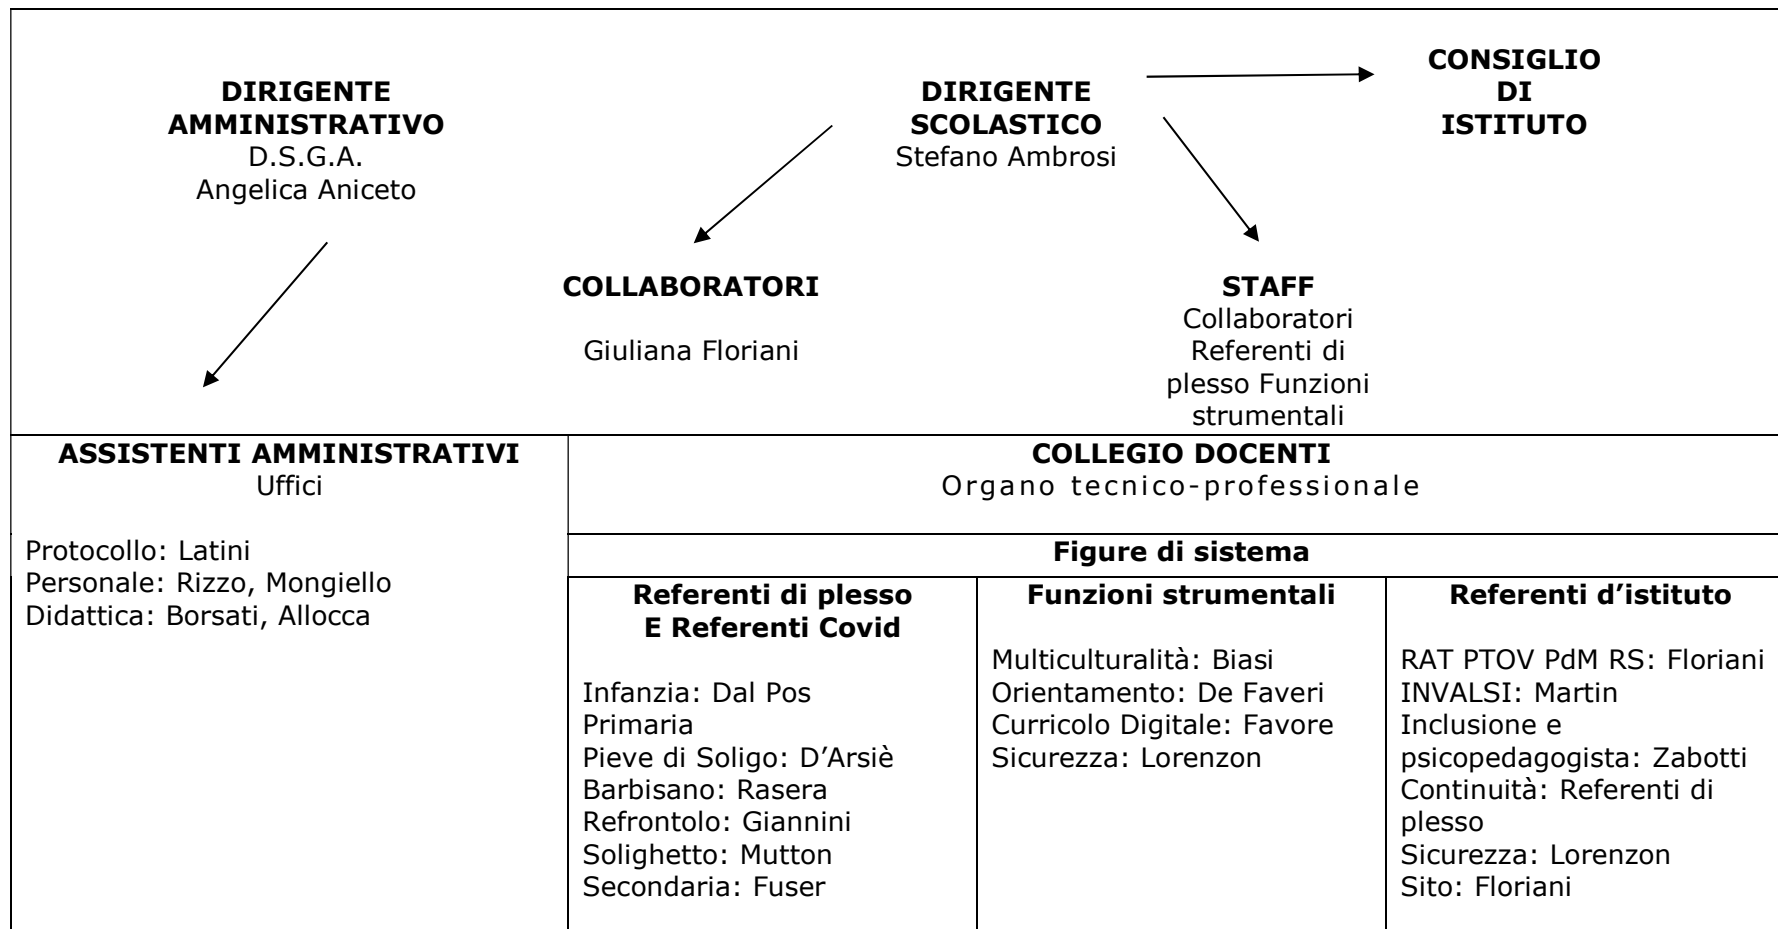 DIRIGENTE
AMMINISTRATIVO
D.S.G.A.
Angelica Aniceto
DIRIGENTE
SCOLASTICO
Stefano Ambrosi
CONSIGLIO
DI
ISTITUTO
COLLABORATORI
Giuliana Floriani
STAFF
Collaboratori
Referenti di
plesso Funzioni
strumentali
ASSISTENTI AMMINISTRATIVI
Uffici
Protocollo: Latini
Personale: Rizzo, Mongiello
Didattica: Borsati, Allocca
COLLEGIO DOCENTI
Organo tecnico-professionale
Figure di sistema
Referenti di plesso
E Referenti Covid
Infanzia: Dal Pos
Primaria
Pieve di Soligo: D'Arsiè
Barbisano: Rasera
Refrontolo: Giannini
Solighetto: Mutton
Secondaria: Fuser
Funzioni strumentali
Multiculturalità: Biasi
Orientamento: De Faveri
Curricolo Digitale: Favore
Sicurezza: Lorenzon
Referenti d'istituto
RAT PTOV PdM RS: Floriani
INVALSI: Martin
Inclusione e
psicopedagogista: Zabotti
Continuità: Referenti di
plesso
Sicurezza: Lorenzon
Sito: Floriani